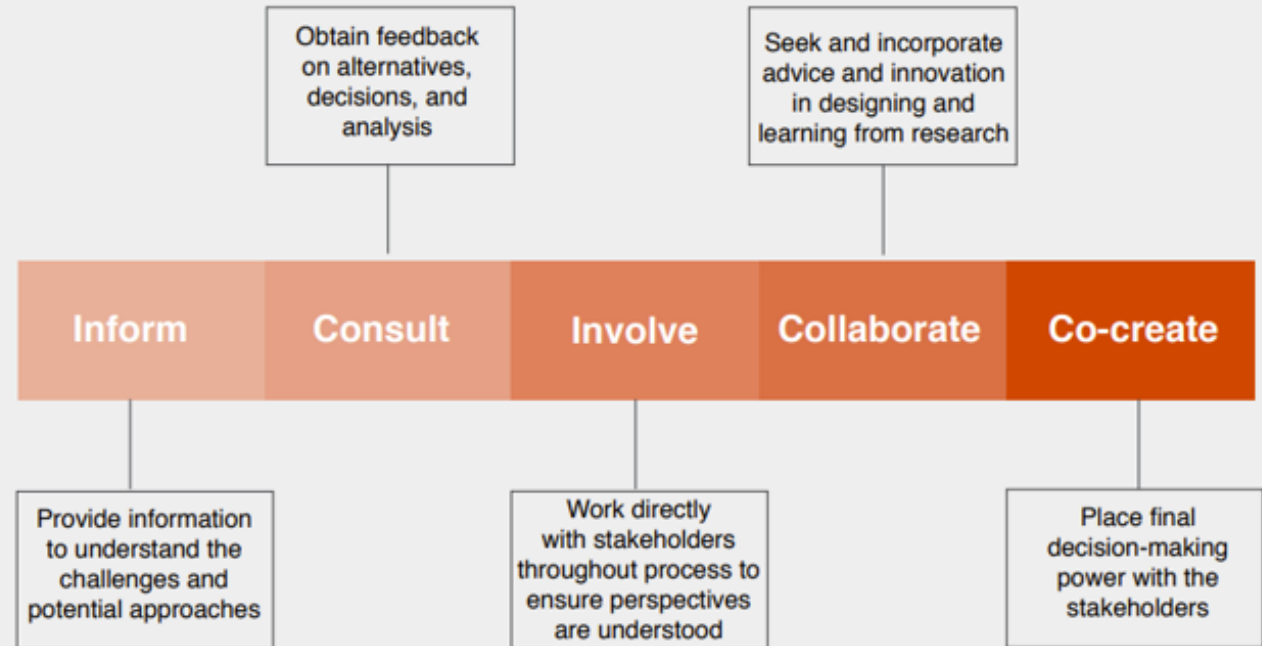 Obtain feedback
on alternatives,
decisions, and
analysis
Seek and incorporate
advice and innovation
in designing and
learning from research
Inform
Consult
Involve
Collaborate
Co-create
Provide information
to understand the
challenges and
potential approaches
Work directly
with stakeholders
throughout process to
ensure perspectives
are understood
Place final
decision-making
power with the
stakeholders